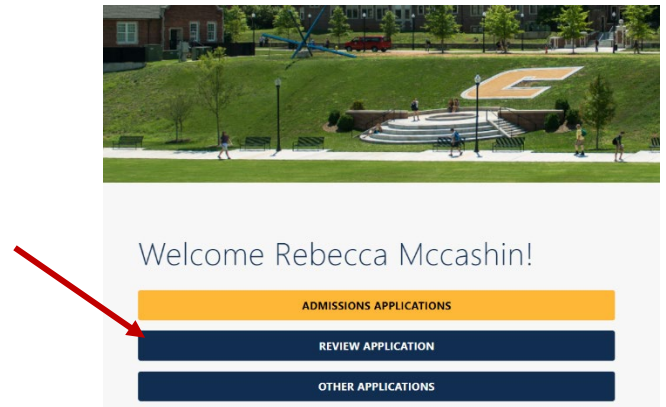 C
Welcome Rebecca Mccashin!
ADMISSIONS APPLICATIONS
REVIEW APPLICATION
OTHER APPLICATIONS